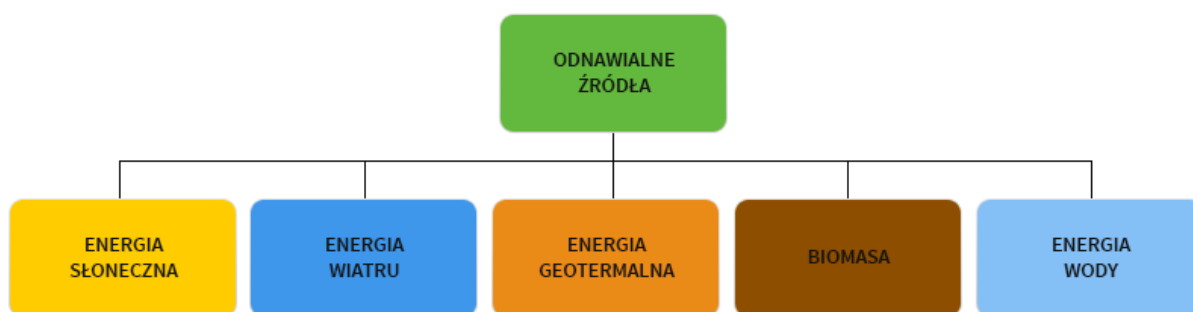 ODNAWIALNE
ŹRÓDŁA
ENERGIA
SŁONECZNA
ENERGIA
WIATRU
ENERGIA
GEOTERMALNA
BIOMASA
ENERGIA
WODY